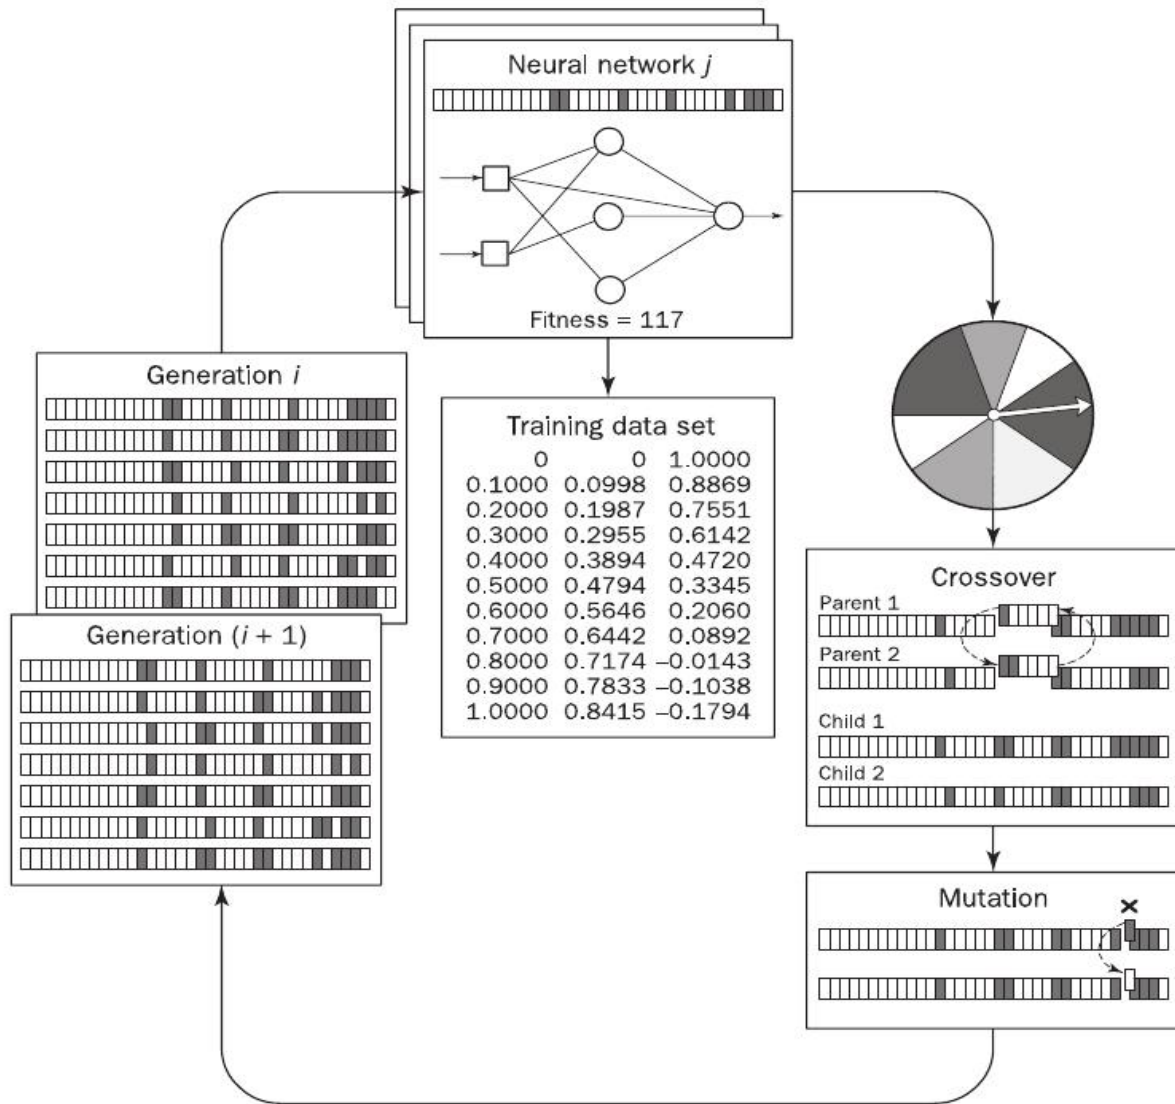 Neural network j
Fitness = 117
Generation i
Generation (i + 1)
Training data set
0 0 1.0000
0.1000 0.0998 0.8869
0.2000 0.1987 0.7551
0.3000 0.2955 0.6142
0.4000 0.3894 0.4720
0.5000 0.4794 0.3345
0.6000 0.5646 0.2060
0.7000 0.6442 0.0892
0.8000 0.7174 –0.0143
0.9000 0.7833 –0.1038
1.0000 0.8415 –0.1794
Crossover
Parent 1
Parent 2
Child 1
Child 2
Mutation
×